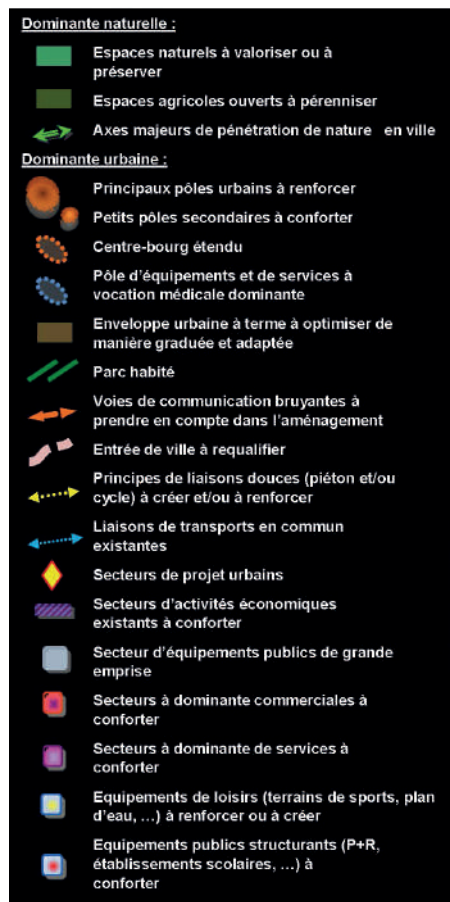 Dominante naturelle :
Espaces naturels à valoriser ou à
préserver
Espaces agricoles ouverts à pérenniser
Axes majeurs de pénétration de nature en ville
Dominante urbaine :
Principaux pôles urbains à renforcer
Petits pôles secondaires à conforter
Centre-bourg étendu
Pôle d'équipements et de services à
vocation médicale dominante
Enveloppe urbaine à terme à optimiser de
manière graduée et adaptée
Parc habité
Voies de communication bruyantes à
prendre en compte dans l'aménagement
Entrée de ville à requalifier
Principes de liaisons douces (piéton et/ou
cycle) à créer et/ou à renforcer
Liaisons de transports en commun
existantes
Secteurs de projet urbains
Secteurs d'activités économiques
existants à conforter
Secteur d'équipements publics de grande
emprise
Secteurs à dominante commerciales à
conforter
Secteurs à dominante de services à
conforter
Equipements de loisirs (terrains de sports, plan
d'eau, ...) à renforcer ou à créer
Equipements publics structurants (P+R,
établissements scolaires, ...) à
conforter